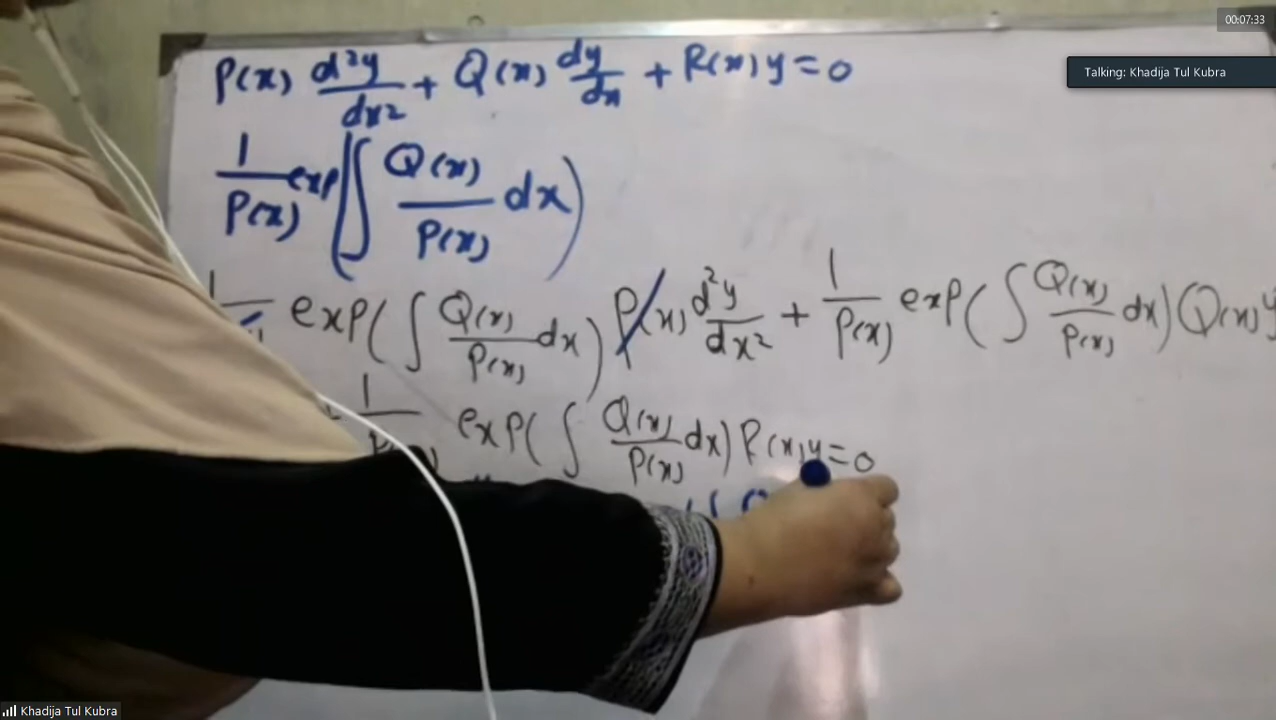 00:07:33
Talking: Khadija Tul Kubra
P(x) d²y/dx² + Q(x) dy/dx + R(x) y = 0
1/P(x) exp(∫ Q(x)/P(x) dx)
1/ exp(∫ Q(x)/P(x) dx) P(x) d²y/dx² + 1/P(x) exp(∫ Q(x)/P(x) dx) Q(x) y
1/P(x) exp(∫ Q(x)/P(x) dx) R(x) y = 0
Khadija Tul Kubra